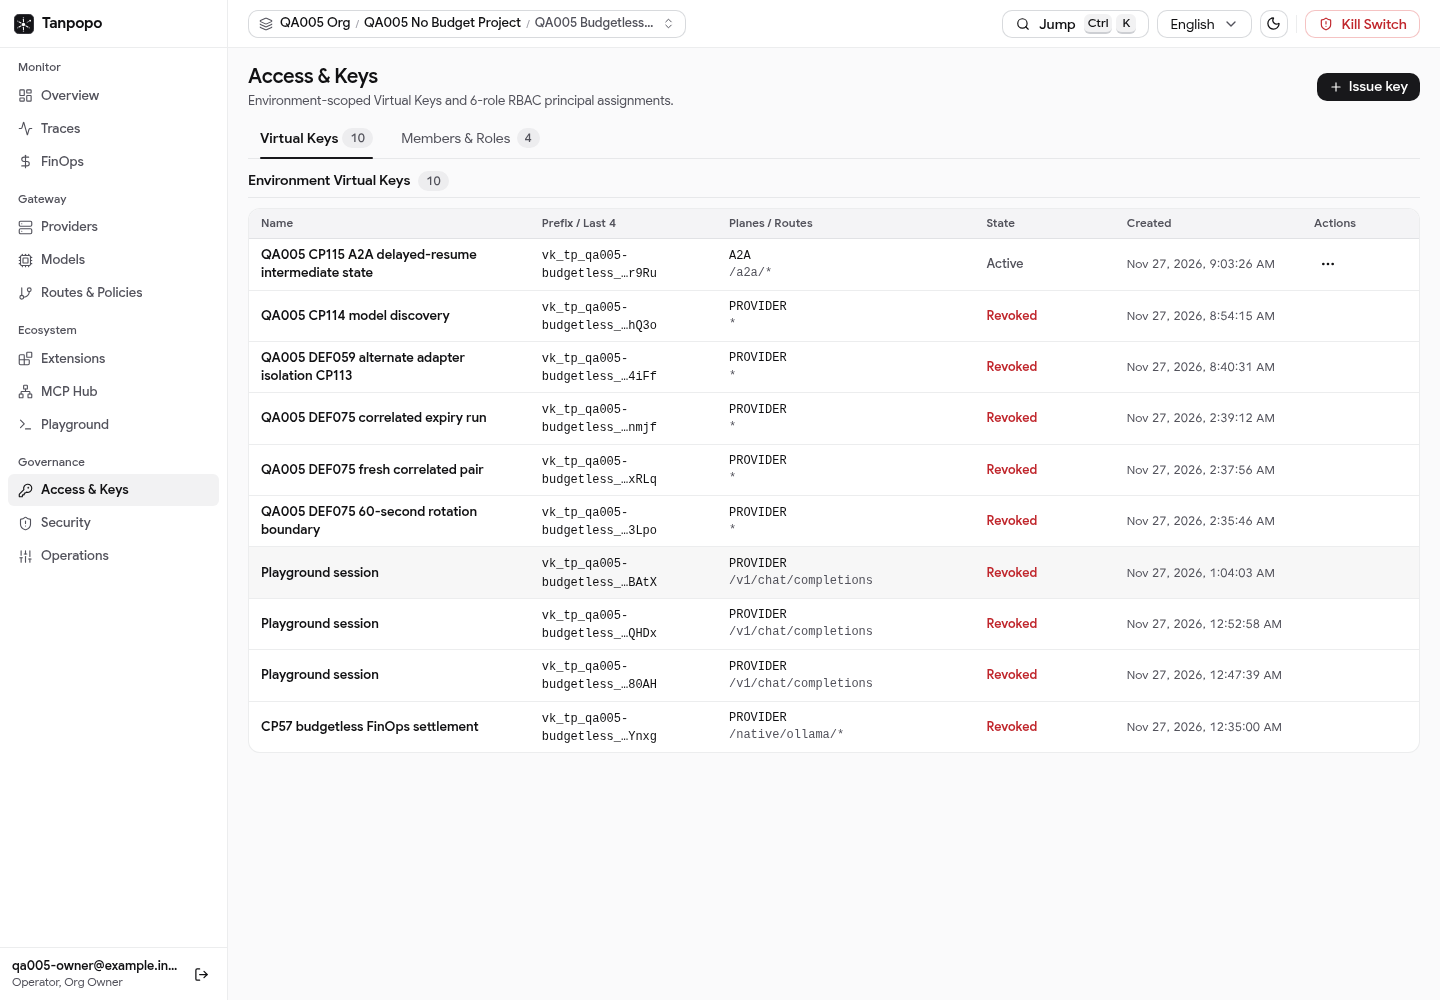 Tanpopo
QA005 Org / QA005 No Budget Project / QA005 Budgetless...
Jump Ctrl K
English
Kill Switch
Monitor
Overview
Traces
FinOps
Gateway
Providers
Models
Routes & Policies
Ecosystem
Extensions
MCP Hub
Playground
Governance
Access & Keys
Security
Operations
qa005-owner@example.in...
Operator, Org Owner
Access & Keys
Environment-scoped Virtual Keys and 6-role RBAC principal assignments.
Issue key
Virtual Keys 10
Members & Roles 4
Environment Virtual Keys 10
Name Prefix / Last 4 Planes / Routes State Created Actions
QA005 CP115 A2A delayed-resume
intermediate state
vk_tp_qa005-
budgetless_…r9Ru
A2A
/a2a/*
Active
Nov 27, 2026, 9:03:26 AM
QA005 CP114 model discovery
vk_tp_qa005-
budgetless_…hQ3o
PROVIDER
*
Revoked
Nov 27, 2026, 8:54:15 AM
QA005 DEF059 alternate adapter
isolation CP113
vk_tp_qa005-
budgetless_…4iFf
PROVIDER
*
Revoked
Nov 27, 2026, 8:40:31 AM
QA005 DEF075 correlated expiry run
vk_tp_qa005-
budgetless_…nmjf
PROVIDER
*
Revoked
Nov 27, 2026, 2:39:12 AM
QA005 DEF075 fresh correlated pair
vk_tp_qa005-
budgetless_…xRLq
PROVIDER
*
Revoked
Nov 27, 2026, 2:37:56 AM
QA005 DEF075 60-second rotation
boundary
vk_tp_qa005-
budgetless_…3Lpo
PROVIDER
*
Revoked
Nov 27, 2026, 2:35:46 AM
Playground session
vk_tp_qa005-
budgetless_…BAtX
PROVIDER
/v1/chat/completions
Revoked
Nov 27, 2026, 1:04:03 AM
Playground session
vk_tp_qa005-
budgetless_…QHDx
PROVIDER
/v1/chat/completions
Revoked
Nov 27, 2026, 12:52:58 AM
Playground session
vk_tp_qa005-
budgetless_…80AH
PROVIDER
/v1/chat/completions
Revoked
Nov 27, 2026, 12:47:39 AM
CP57 budgetless FinOps settlement
vk_tp_qa005-
budgetless_…Ynxg
PROVIDER
/native/ollama/*
Revoked
Nov 27, 2026, 12:35:00 AM